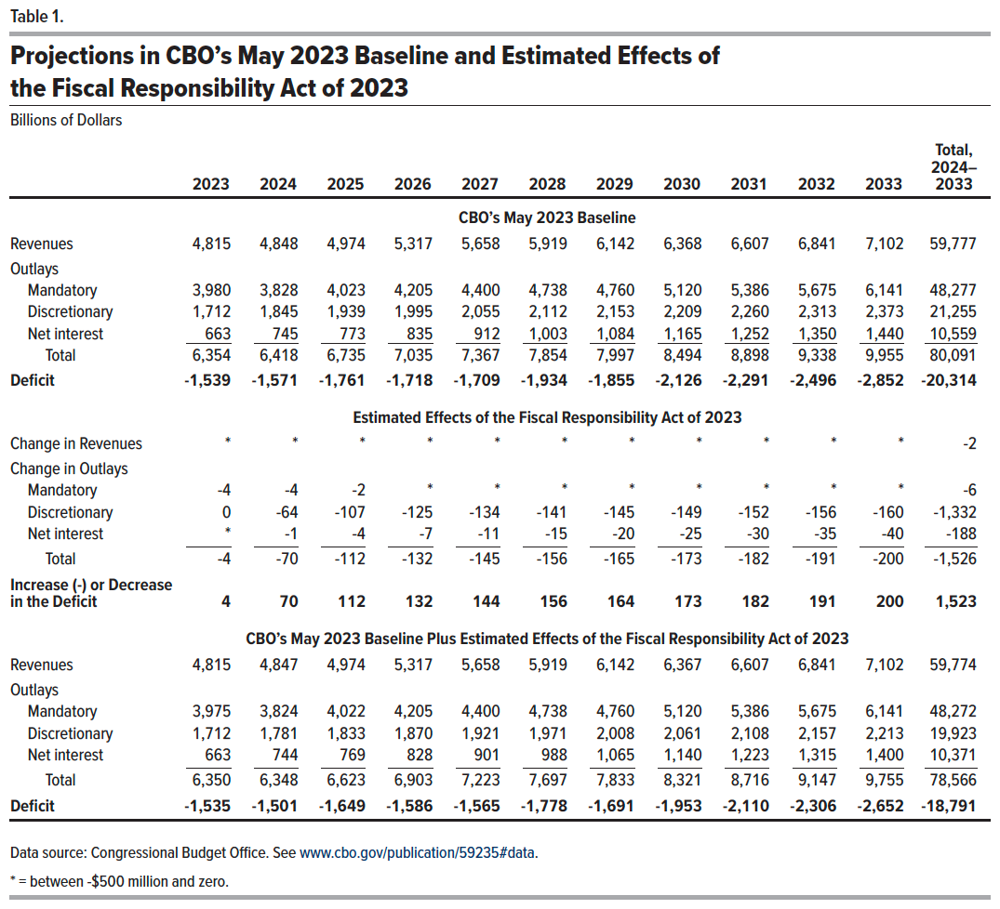 Table 1.
Projections in CBO’s May 2023 Baseline and Estimated Effects of
the Fiscal Responsibility Act of 2023
Billions of Dollars
Total,
2024–
2023 2024 2025 2026 2027 2028 2029 2030 2031 2032 2033 2033
CBO’s May 2023 Baseline
Revenues 4,815 4,848 4,974 5,317 5,658 5,919 6,142 6,368 6,607 6,841 7,102 59,777
Outlays
Mandatory 3,980 3,828 4,023 4,205 4,400 4,738 4,760 5,120 5,386 5,675 6,141 48,277
Discretionary 1,712 1,845 1,939 1,995 2,055 2,112 2,153 2,209 2,260 2,313 2,373 21,255
Net interest 663 745 773 835 912 1,003 1,084 1,165 1,252 1,350 1,440 10,559
Total 6,354 6,418 6,735 7,035 7,367 7,854 7,997 8,494 8,898 9,338 9,955 80,091
Deficit -1,539 -1,571 -1,761 -1,718 -1,709 -1,934 -1,855 -2,126 -2,291 -2,496 -2,852 -20,314
Estimated Effects of the Fiscal Responsibility Act of 2023
Change in Revenues * * * * * * * * * * * -2
Change in Outlays
Mandatory -4 -4 -2 * * * * * * * * -6
Discretionary 0 -64 -107 -125 -134 -141 -145 -149 -152 -156 -160 -1,332
Net interest * -1 -4 -7 -11 -15 -20 -25 -30 -35 -40 -188
Total -4 -70 -112 -132 -145 -156 -165 -173 -182 -191 -200 -1,526
Increase (-) or Decrease
in the Deficit 4 70 112 132 144 156 164 173 182 191 200 1,523
CBO’s May 2023 Baseline Plus Estimated Effects of the Fiscal Responsibility Act of 2023
Revenues 4,815 4,847 4,974 5,317 5,658 5,919 6,142 6,367 6,607 6,841 7,102 59,774
Outlays
Mandatory 3,975 3,824 4,022 4,205 4,400 4,738 4,760 5,120 5,386 5,675 6,141 48,272
Discretionary 1,712 1,781 1,833 1,870 1,921 1,971 2,008 2,061 2,108 2,157 2,213 19,923
Net interest 663 744 769 828 901 988 1,065 1,140 1,223 1,315 1,400 10,371
Total 6,350 6,348 6,623 6,903 7,223 7,697 7,833 8,321 8,716 9,147 9,755 78,566
Deficit -1,535 -1,501 -1,649 -1,586 -1,565 -1,778 -1,691 -1,953 -2,110 -2,306 -2,652 -18,791
Data source: Congressional Budget Office. See www.cbo.gov/publication/59235#data.
* = between -$500 million and zero.